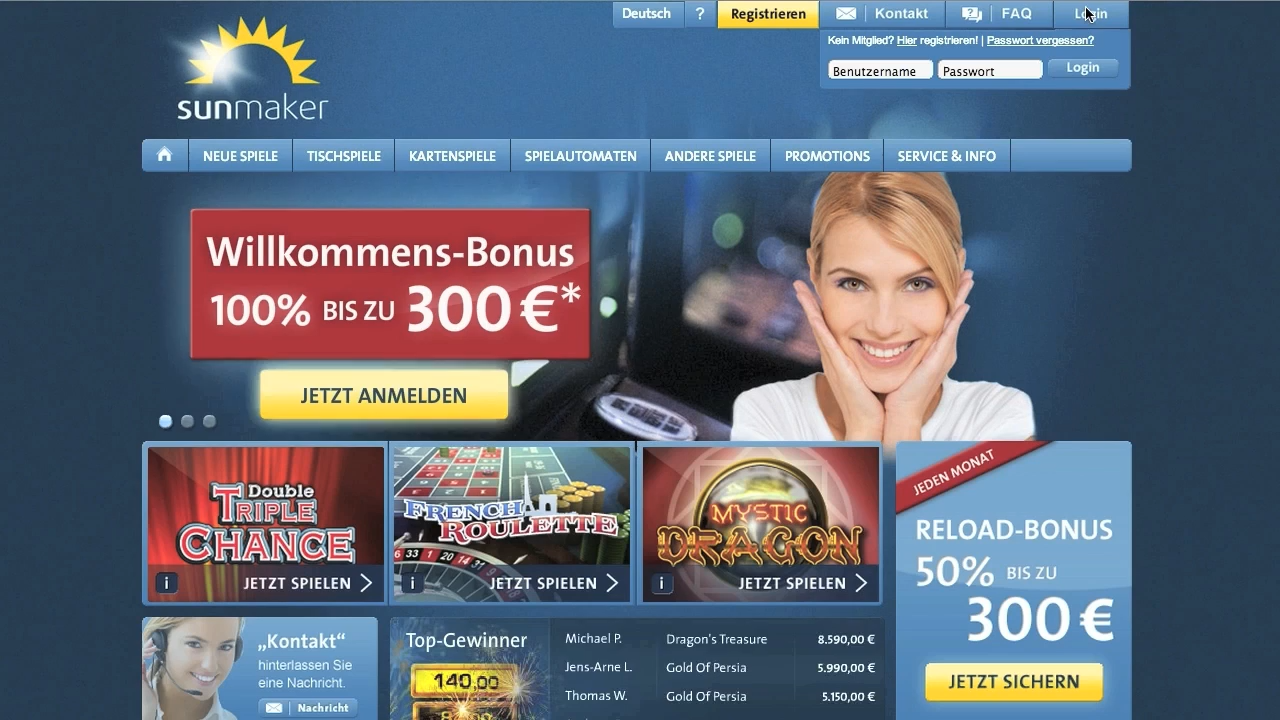 Deutsch
?
Registrieren
Kontakt
FAQ
Login
Kein Mitglied? Hier registrieren! | Passwort vergessen?
Benutzername
Passwort
Login
sunmaker
NEUE SPIELE
TISCHSPIELE
KARTENSPIELE
SPIELAUTOMATEN
ANDERE SPIELE
PROMOTIONS
SERVICE & INFO
Willkommens-Bonus
100% BIS ZU 300 €*
JETZT ANMELDEN
Double
TRIPLE
CHANCE
i JETZT SPIELEN
FRENCH
ROULETTE
i JETZT SPIELEN
MYSTIC
DRAGON
i JETZT SPIELEN
JEDEN MONAT
RELOAD-BONUS
50% BIS ZU
300 €
JETZT SICHERN
„Kontakt“
hinterlassen Sie
eine Nachricht.
Nachricht
Top-Gewinner
140,00
Michael P. Dragon's Treasure 8.590,00 €
Jens-Arne L. Gold Of Persia 5.990,00 €
Thomas W. Gold Of Persia 5.150,00 €